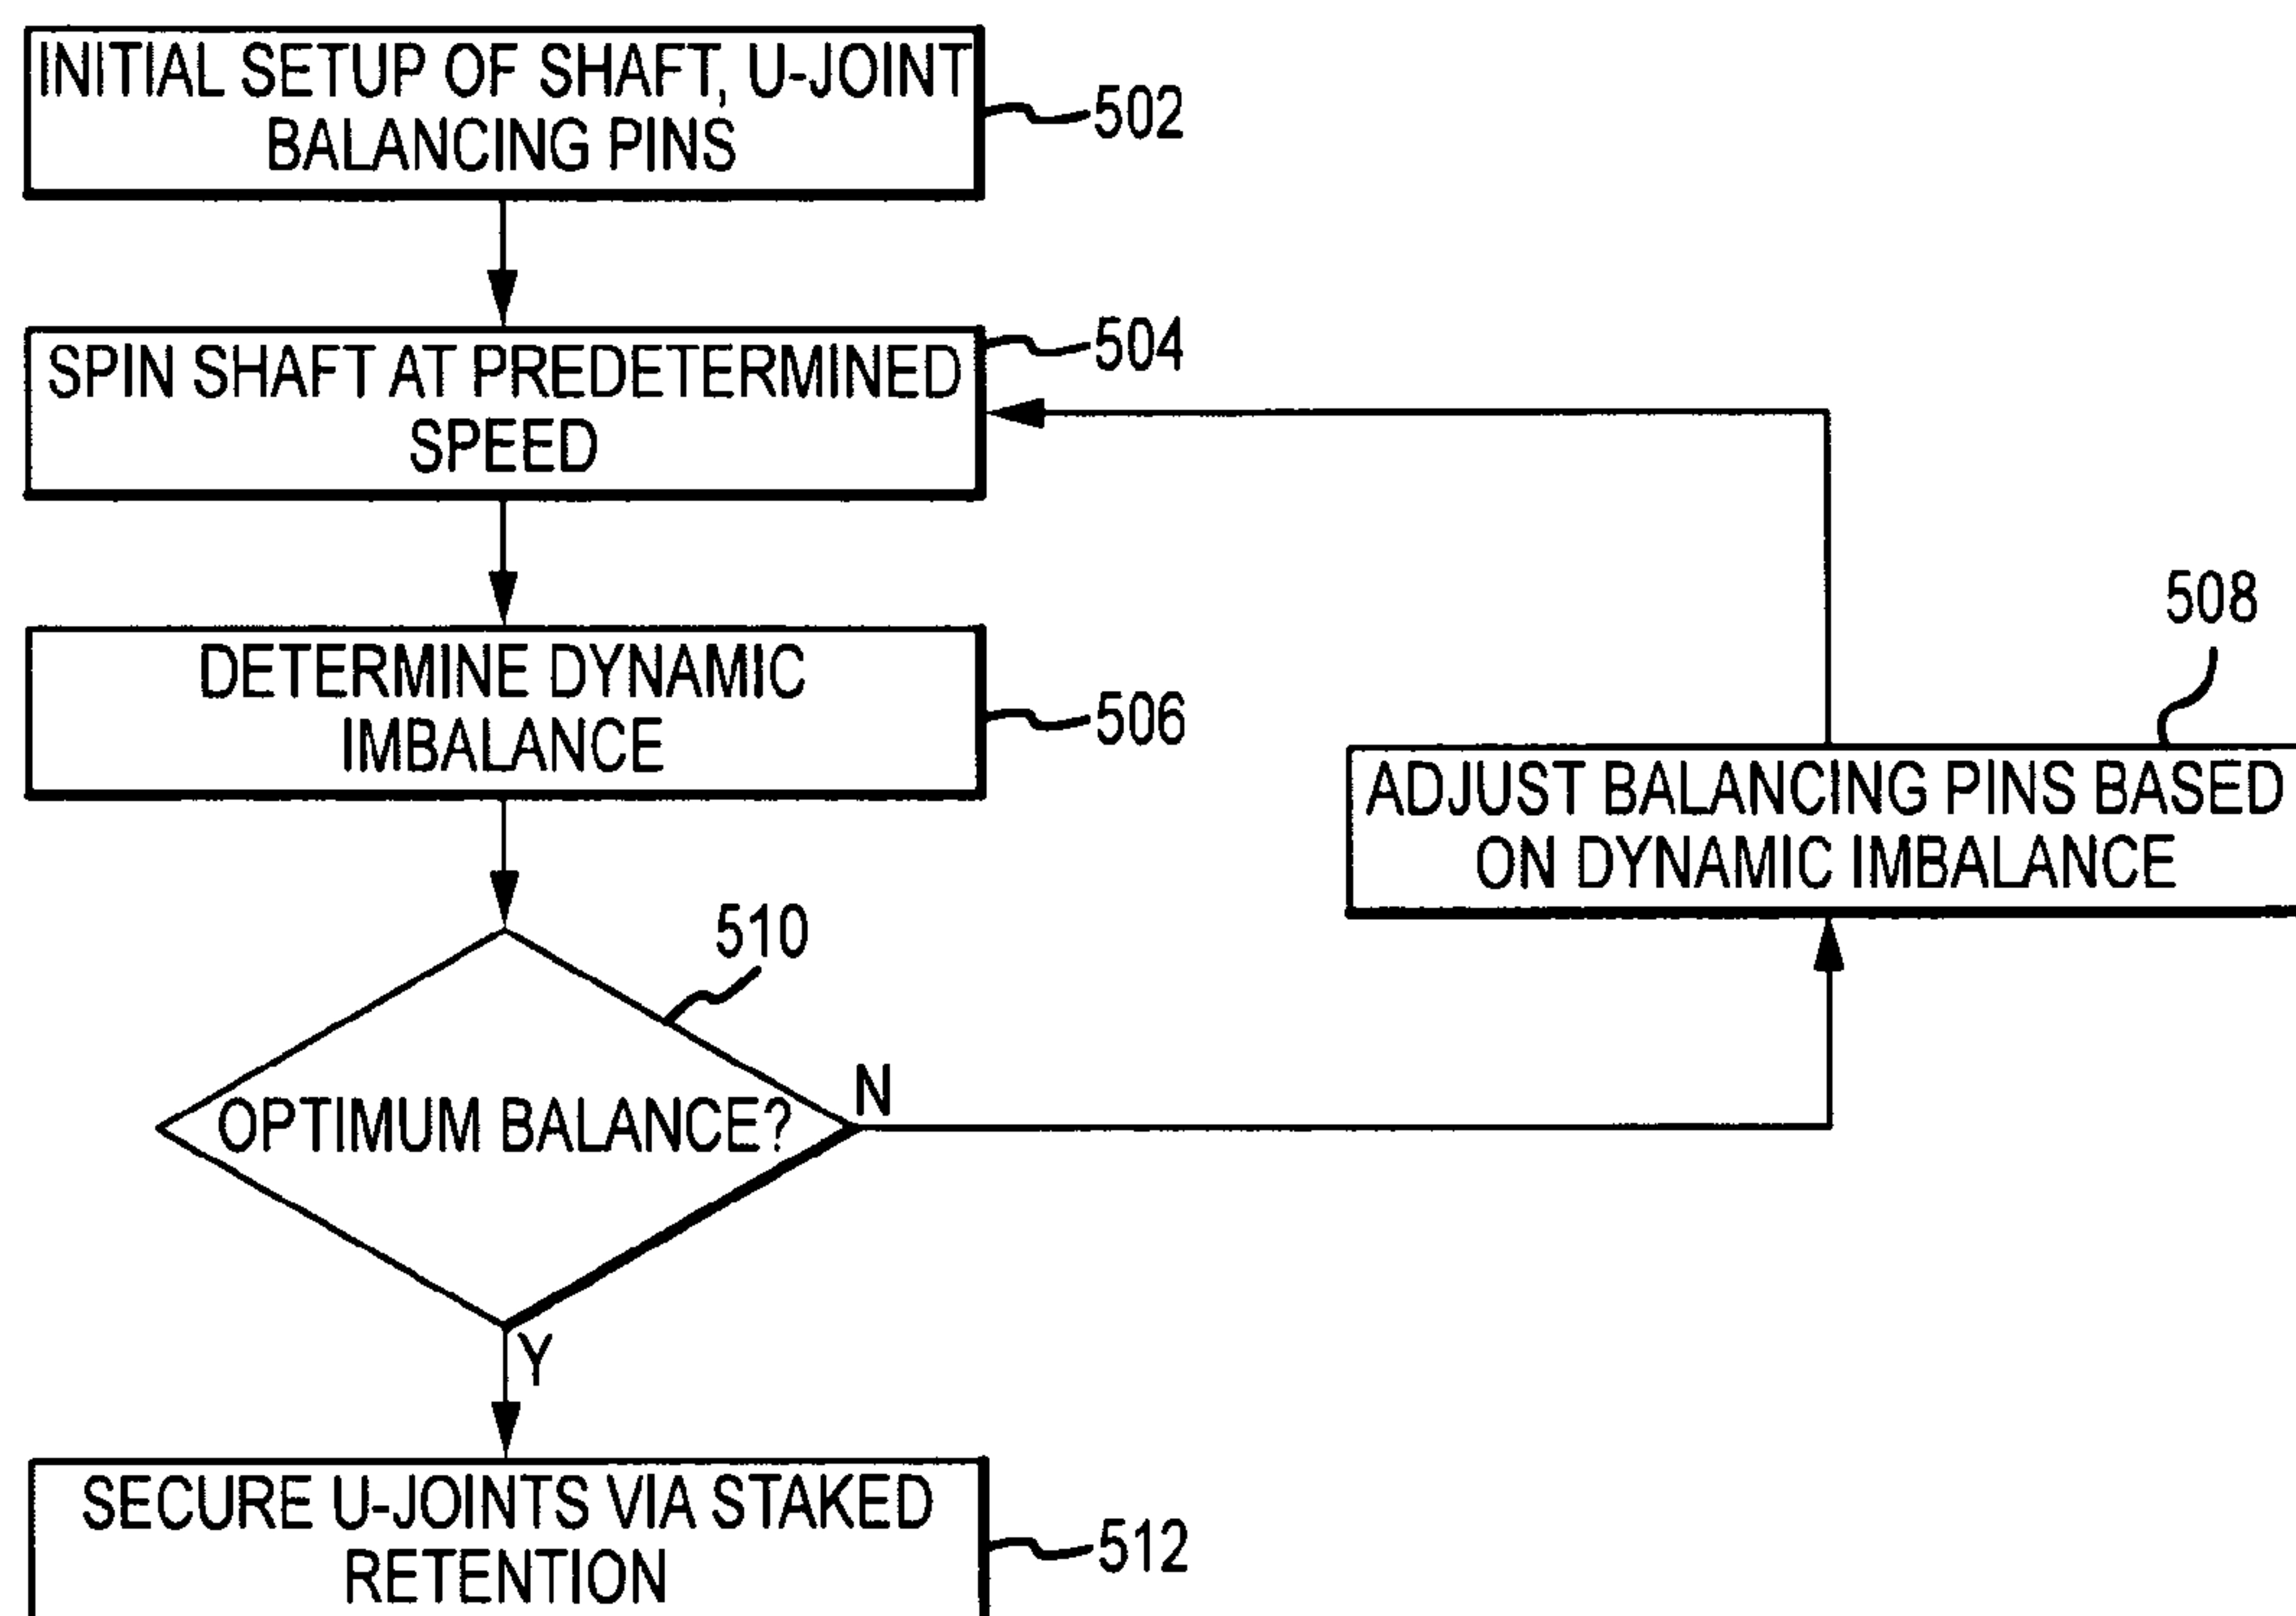 INITIAL SETUP OF SHAFT, U-JOINT
BALANCING PINS
502
SPIN SHAFT AT PREDETERMINED
SPEED
504
DETERMINE DYNAMIC
IMBALANCE
506
508
ADJUST BALANCING PINS BASED
ON DYNAMIC IMBALANCE
510
OPTIMUM BALANCE?
N
Y
SECURE U-JOINTS VIA STAKED
RETENTION
512